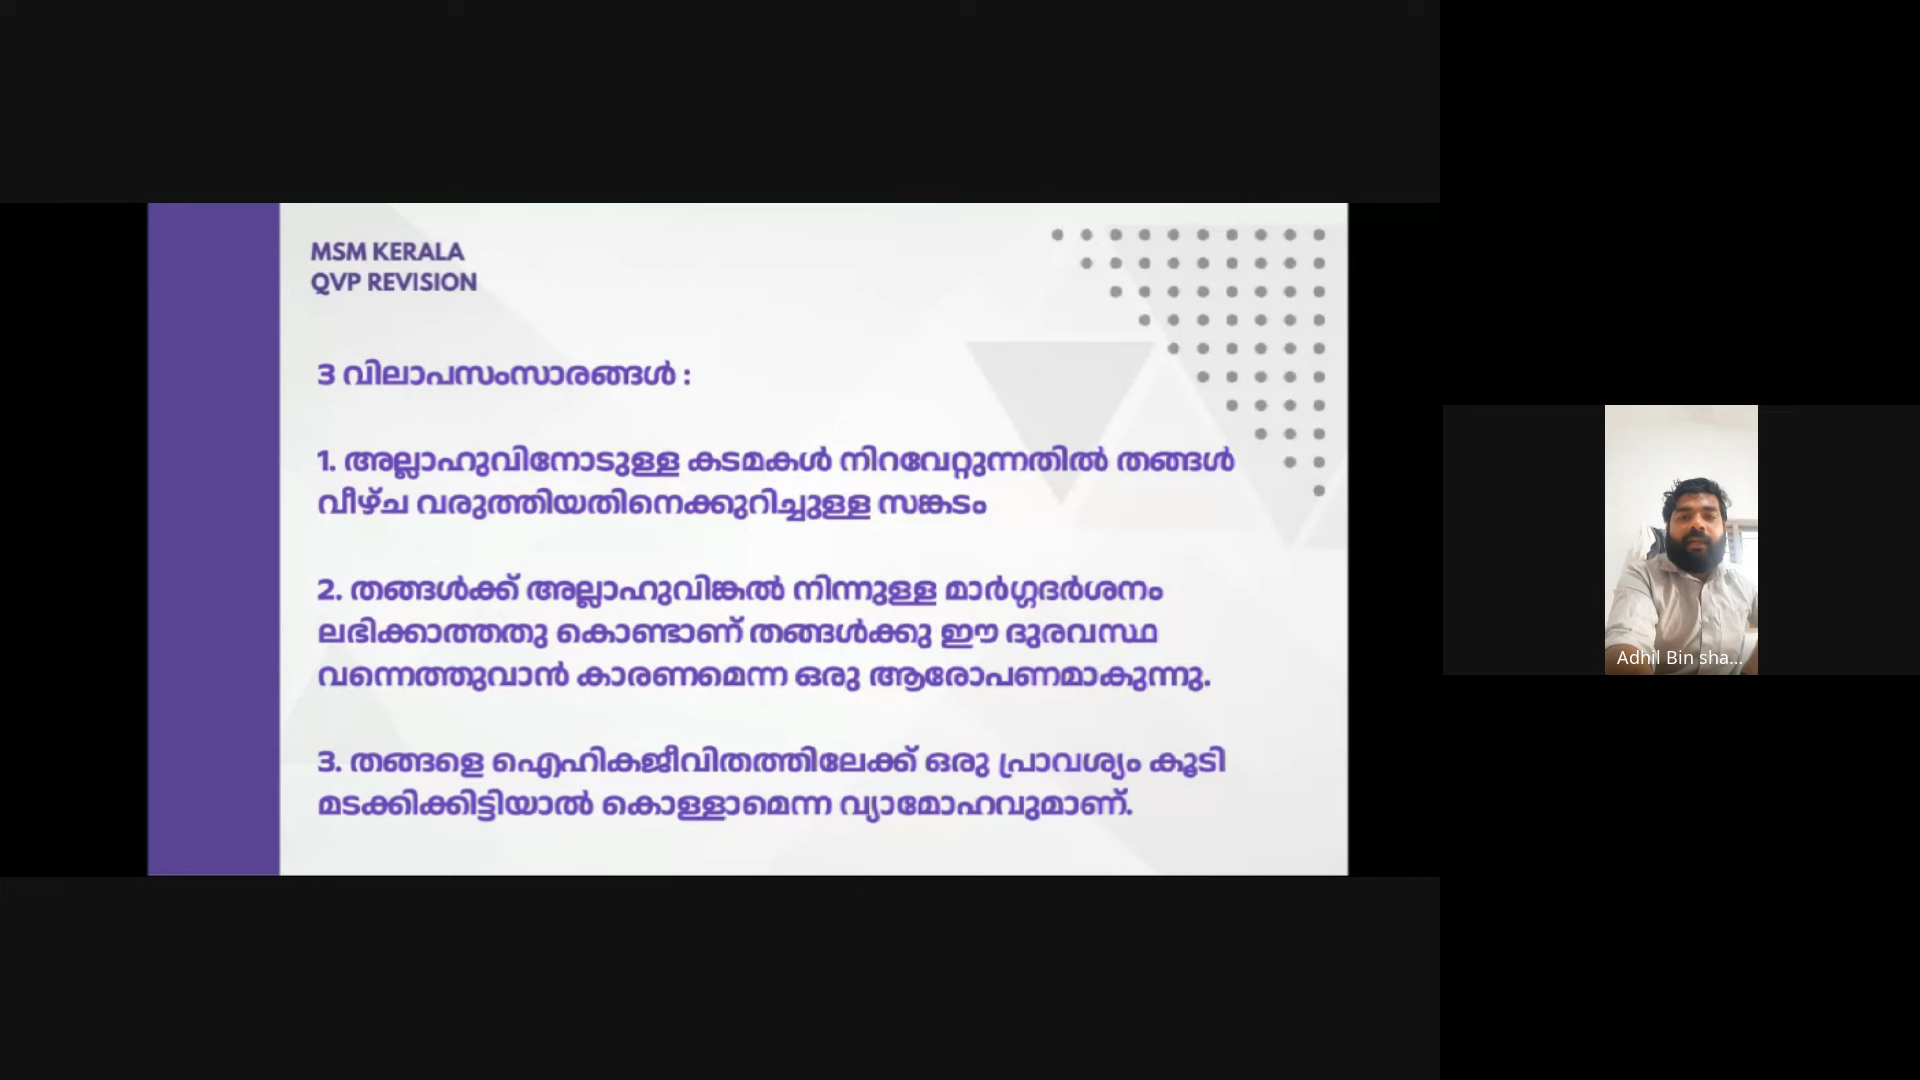 MSM KERALA
QVP REVISION
3 വിലാപസംസാരങ്ങൾ :
1. അല്ലാഹുവിനോടുള്ള കടമകൾ നിറവേറ്റുന്നതിൽ തങ്ങൾ
വീഴ്ച വരുത്തിയതിനെക്കുറിച്ചുള്ള സങ്കടം
2. തങ്ങൾക്ക് അല്ലാഹുവിങ്കൽ നിന്നുള്ള മാർഗ്ഗദർശനം
ലഭിക്കാത്തതു കൊണ്ടാണ് തങ്ങൾക്കു ഈ ദുരവസ്ഥ
വന്നെത്തുവാൻ കാരണമെന്ന ഒരു ആരോപണമാകുന്നു.
3. തങ്ങളെ ഐഹികജീവിതത്തിലേക്ക് ഒരു പ്രാവശ്യം കൂടി
മടക്കിക്കിട്ടിയാൽ കൊള്ളാമെന്ന വ്യാമോഹവുമാണ്.
Adhil Bin sha...